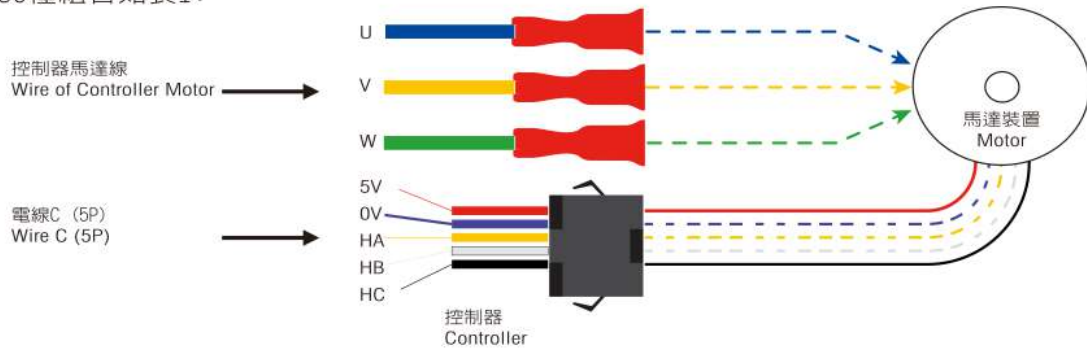 U
控制器馬達線
Wire of Controller Motor
V
W
馬達裝置
Motor
5V
電線C (5P)
Wire C (5P)
0V
HA
HB
HC
控制器
Controller